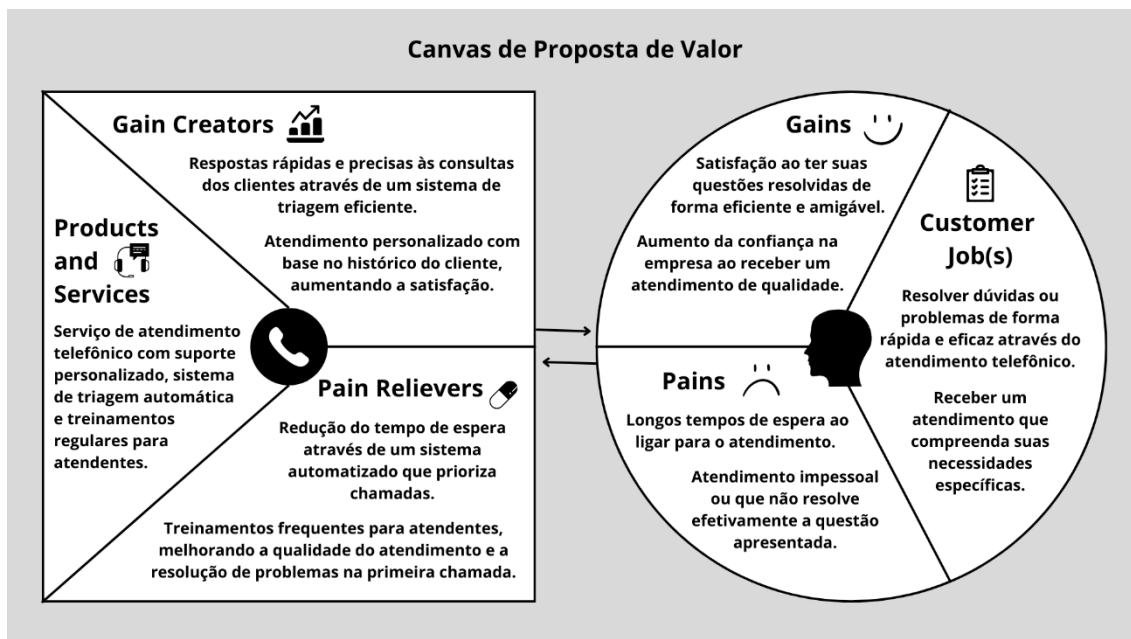 Canvas de Proposta de Valor
Gain Creators
Respostas rápidas e precisas às consultas
dos clientes através de um sistema de
triagem eficiente.
Atendimento personalizado com
base no histórico do cliente,
aumentando a satisfação.
Products
and
Services
Serviço de atendimento
telefônico com suporte
personalizado, sistema
de triagem automática
e treinamentos
regulares para
atendentes.
Pain Relievers
Redução do tempo de espera
através de um sistema
automatizado que prioriza
chamadas.
Treinamentos frequentes para atendentes,
melhorando a qualidade do atendimento e a
resolução de problemas na primeira chamada.
Gains
Satisfação ao ter suas
questões resolvidas de
forma eficiente e amigável.
Aumento da confiança na
empresa ao receber um
atendimento de qualidade.
Pains
Longos tempos de espera ao
ligar para o atendimento.
Atendimento impessoal
ou que não resolve
efetivamente a questão
apresentada.
Customer
Job(s)
Resolver dúvidas ou
problemas de forma
rápida e eficaz através do
atendimento telefônico.
Receber um
atendimento que
compreenda suas
necessidades
específicas.